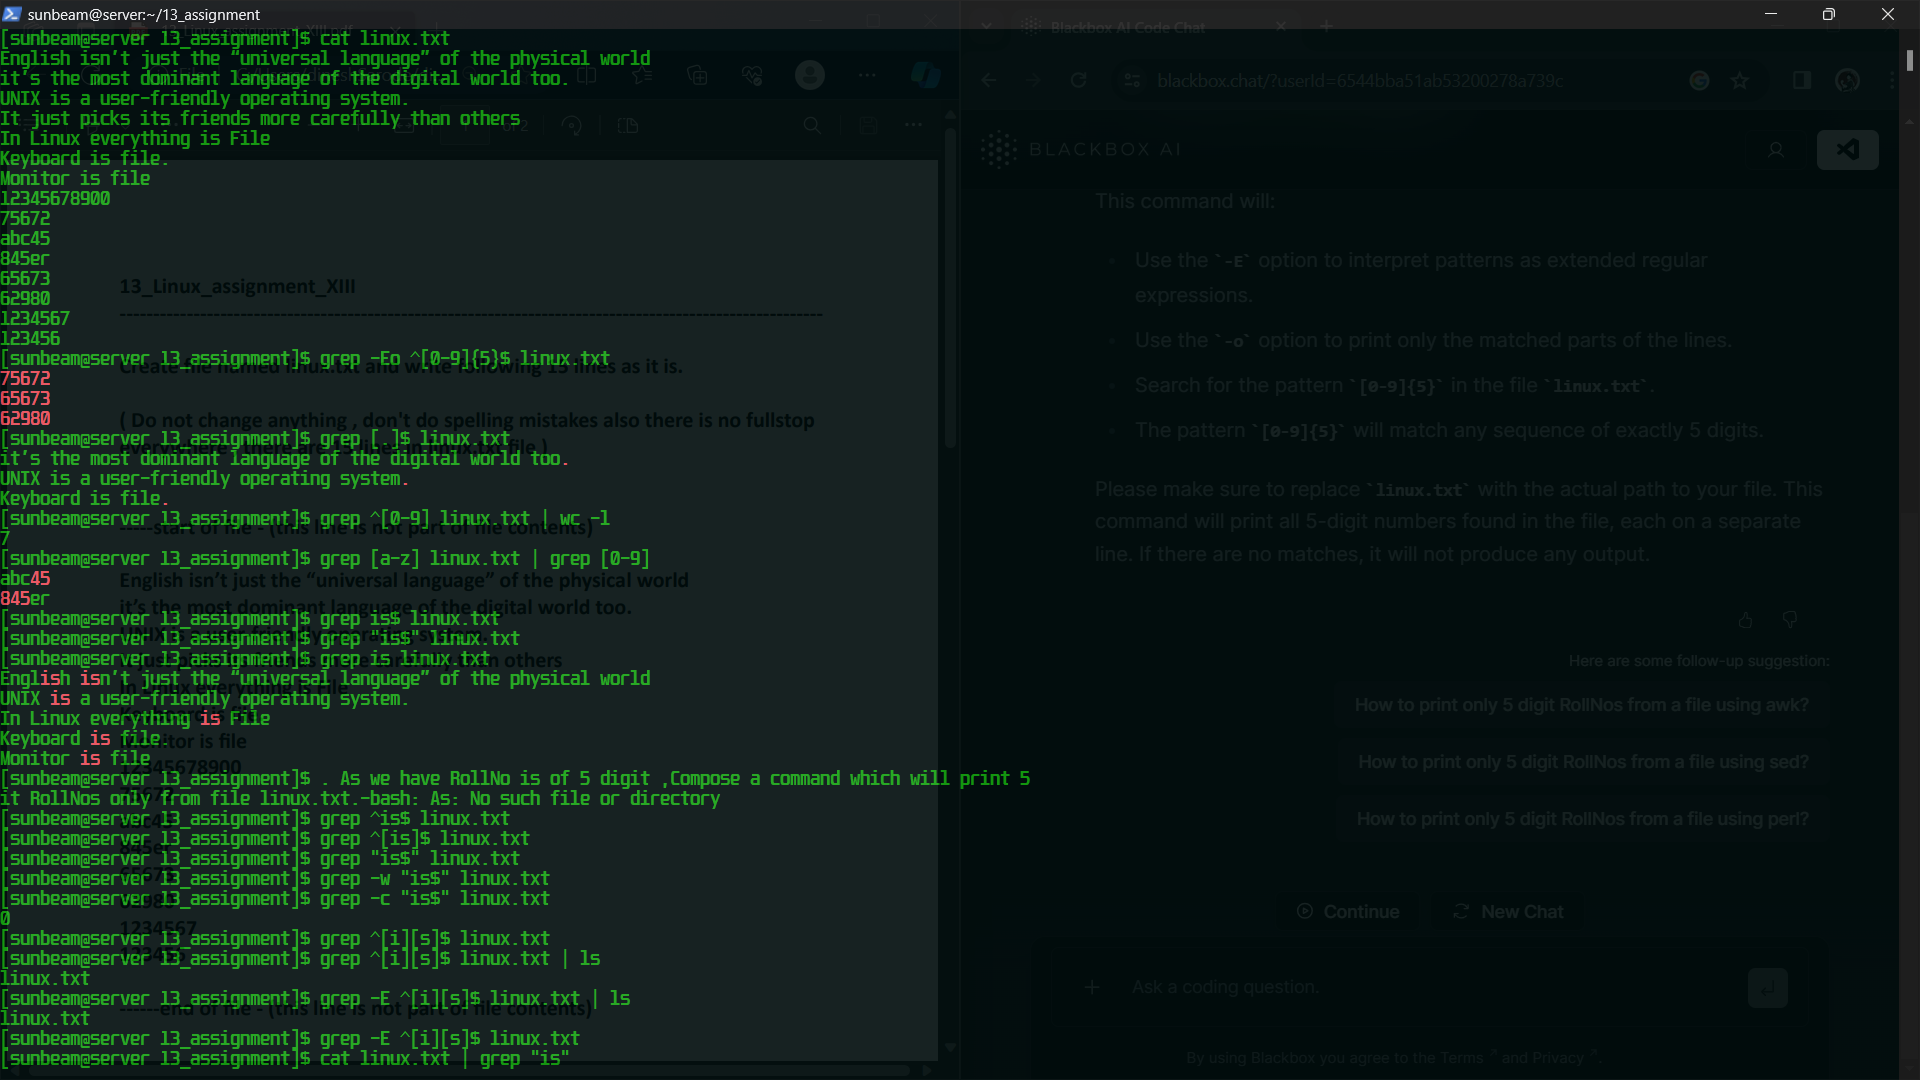 sunbeam@server:~/13_assignment
[sunbeam@server 13_assignment]$ cat linux.txt
English isn’t just the “universal language” of the physical world
it’s the most dominant language of the digital world too.
UNIX is a user-friendly operating system.
It just picks its friends more carefully than others
In Linux everything is File
Keyboard is file.
Monitor is file
12345678900
75672
abc45
845er
65673
62980
1234567
123456
[sunbeam@server 13_assignment]$ grep -Eo ^[0-9]{5}$ linux.txt
75672
65673
62980
[sunbeam@server 13_assignment]$ grep [.]$ linux.txt
it’s the most dominant language of the digital world too.
UNIX is a user-friendly operating system.
Keyboard is file.
[sunbeam@server 13_assignment]$ grep ^[0-9] linux.txt | wc -l
7
[sunbeam@server 13_assignment]$ grep [a-z] linux.txt | grep [0-9]
abc45
845er
[sunbeam@server 13_assignment]$ grep is$ linux.txt
[sunbeam@server 13_assignment]$ grep "is$" linux.txt
[sunbeam@server 13_assignment]$ grep is linux.txt
English isn’t just the “universal language” of the physical world
UNIX is a user-friendly operating system.
In Linux everything is File
Keyboard is file.
Monitor is file
[sunbeam@server 13_assignment]$ . As we have RollNo is of 5 digit ,Compose a command which will print 5
it RollNos only from file linux.txt.-bash: As: No such file or directory
[sunbeam@server 13_assignment]$ grep ^is$ linux.txt
[sunbeam@server 13_assignment]$ grep ^[is]$ linux.txt
[sunbeam@server 13_assignment]$ grep "is$" linux.txt
[sunbeam@server 13_assignment]$ grep -w "is$" linux.txt
[sunbeam@server 13_assignment]$ grep -c "is$" linux.txt
0
[sunbeam@server 13_assignment]$ grep ^[i][s]$ linux.txt
[sunbeam@server 13_assignment]$ grep ^[i][s]$ linux.txt | ls
linux.txt
[sunbeam@server 13_assignment]$ grep -E ^[i][s]$ linux.txt | ls
linux.txt
[sunbeam@server 13_assignment]$ grep -E ^[i][s]$ linux.txt
[sunbeam@server 13_assignment]$ cat linux.txt | grep "is"
13_Linux_assignment_XIII
Create file named linux.txt and write following 15 lines as it is.
( Do not change anything , don't do spelling mistakes also there is no fullstop
-----start of file - (this line is not part of file contents)
English isn’t just the “universal language” of the physical world
it’s the most dominant language of the digital world too.
------end of file - (this line is not part of file contents)
Blackbox AI Code Chat
blackbox.chat/?userId=6544bba51ab53200278a739c
BLACKBOX AI
This command will:
Use the `-E` option to interpret patterns as extended regular
expressions.
Use the `-o` option to print only the matched parts of the lines.
Search for the pattern `[0-9]{5}` in the file `linux.txt`.
The pattern `[0-9]{5}` will match any sequence of exactly 5 digits.
Please make sure to replace `linux.txt` with the actual path to your file. This
command will print all 5-digit numbers found in the file, each on a separate
line. If there are no matches, it will not produce any output.
Here are some follow-up suggestion:
How to print only 5 digit RollNos from a file using awk?
How to print only 5 digit RollNos from a file using sed?
How to print only 5 digit RollNos from a file using perl?
Continue
New Chat
Ask a coding question.
By using Blackbox you agree to the Terms and Privacy .